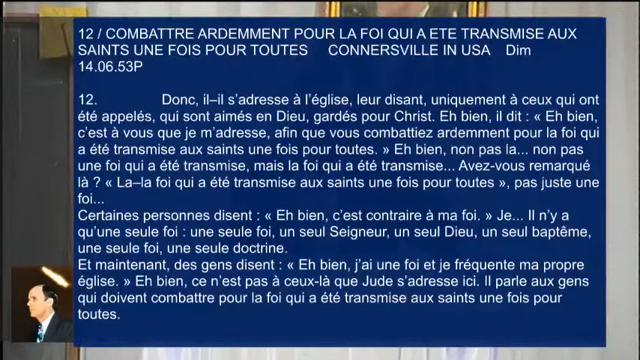 12 / COMBATTRE ARDEMMENT POUR LA FOI QUI A ETE TRANSMISE AUX
SAINTS UNE FOIS POUR TOUTES CONNERSVILLE IN USA Dim
14.06.53P
12. Donc, il–il s'adresse à l'église, leur disant, uniquement à ceux qui ont
été appelés, qui sont aimés en Dieu, gardés pour Christ. Eh bien, il dit : « Eh bien,
c'est à vous que je m'adresse, afin que vous combattiez ardemment pour la foi qui
a été transmise aux saints une fois pour toutes. » Eh bien, non pas la... non pas
une foi qui a été transmise, mais la foi qui a été transmise... Avez-vous remarqué
là ? « La–la foi qui a été transmise aux saints une fois pour toutes », pas juste une
foi...
Certaines personnes disent : « Eh bien, c'est contraire à ma foi. » Je... Il n'y a
qu'une seule foi : une seule foi, un seul Seigneur, un seul Dieu, un seul baptême,
une seule foi, une seule doctrine.
Et maintenant, des gens disent : « Eh bien, j'ai une foi et je fréquente ma propre
église. » Eh bien, ce n'est pas à ceux-là que Jude s'adresse ici. Il parle aux gens
qui doivent combattre pour la foi qui a été transmise aux saints une fois pour
toutes.